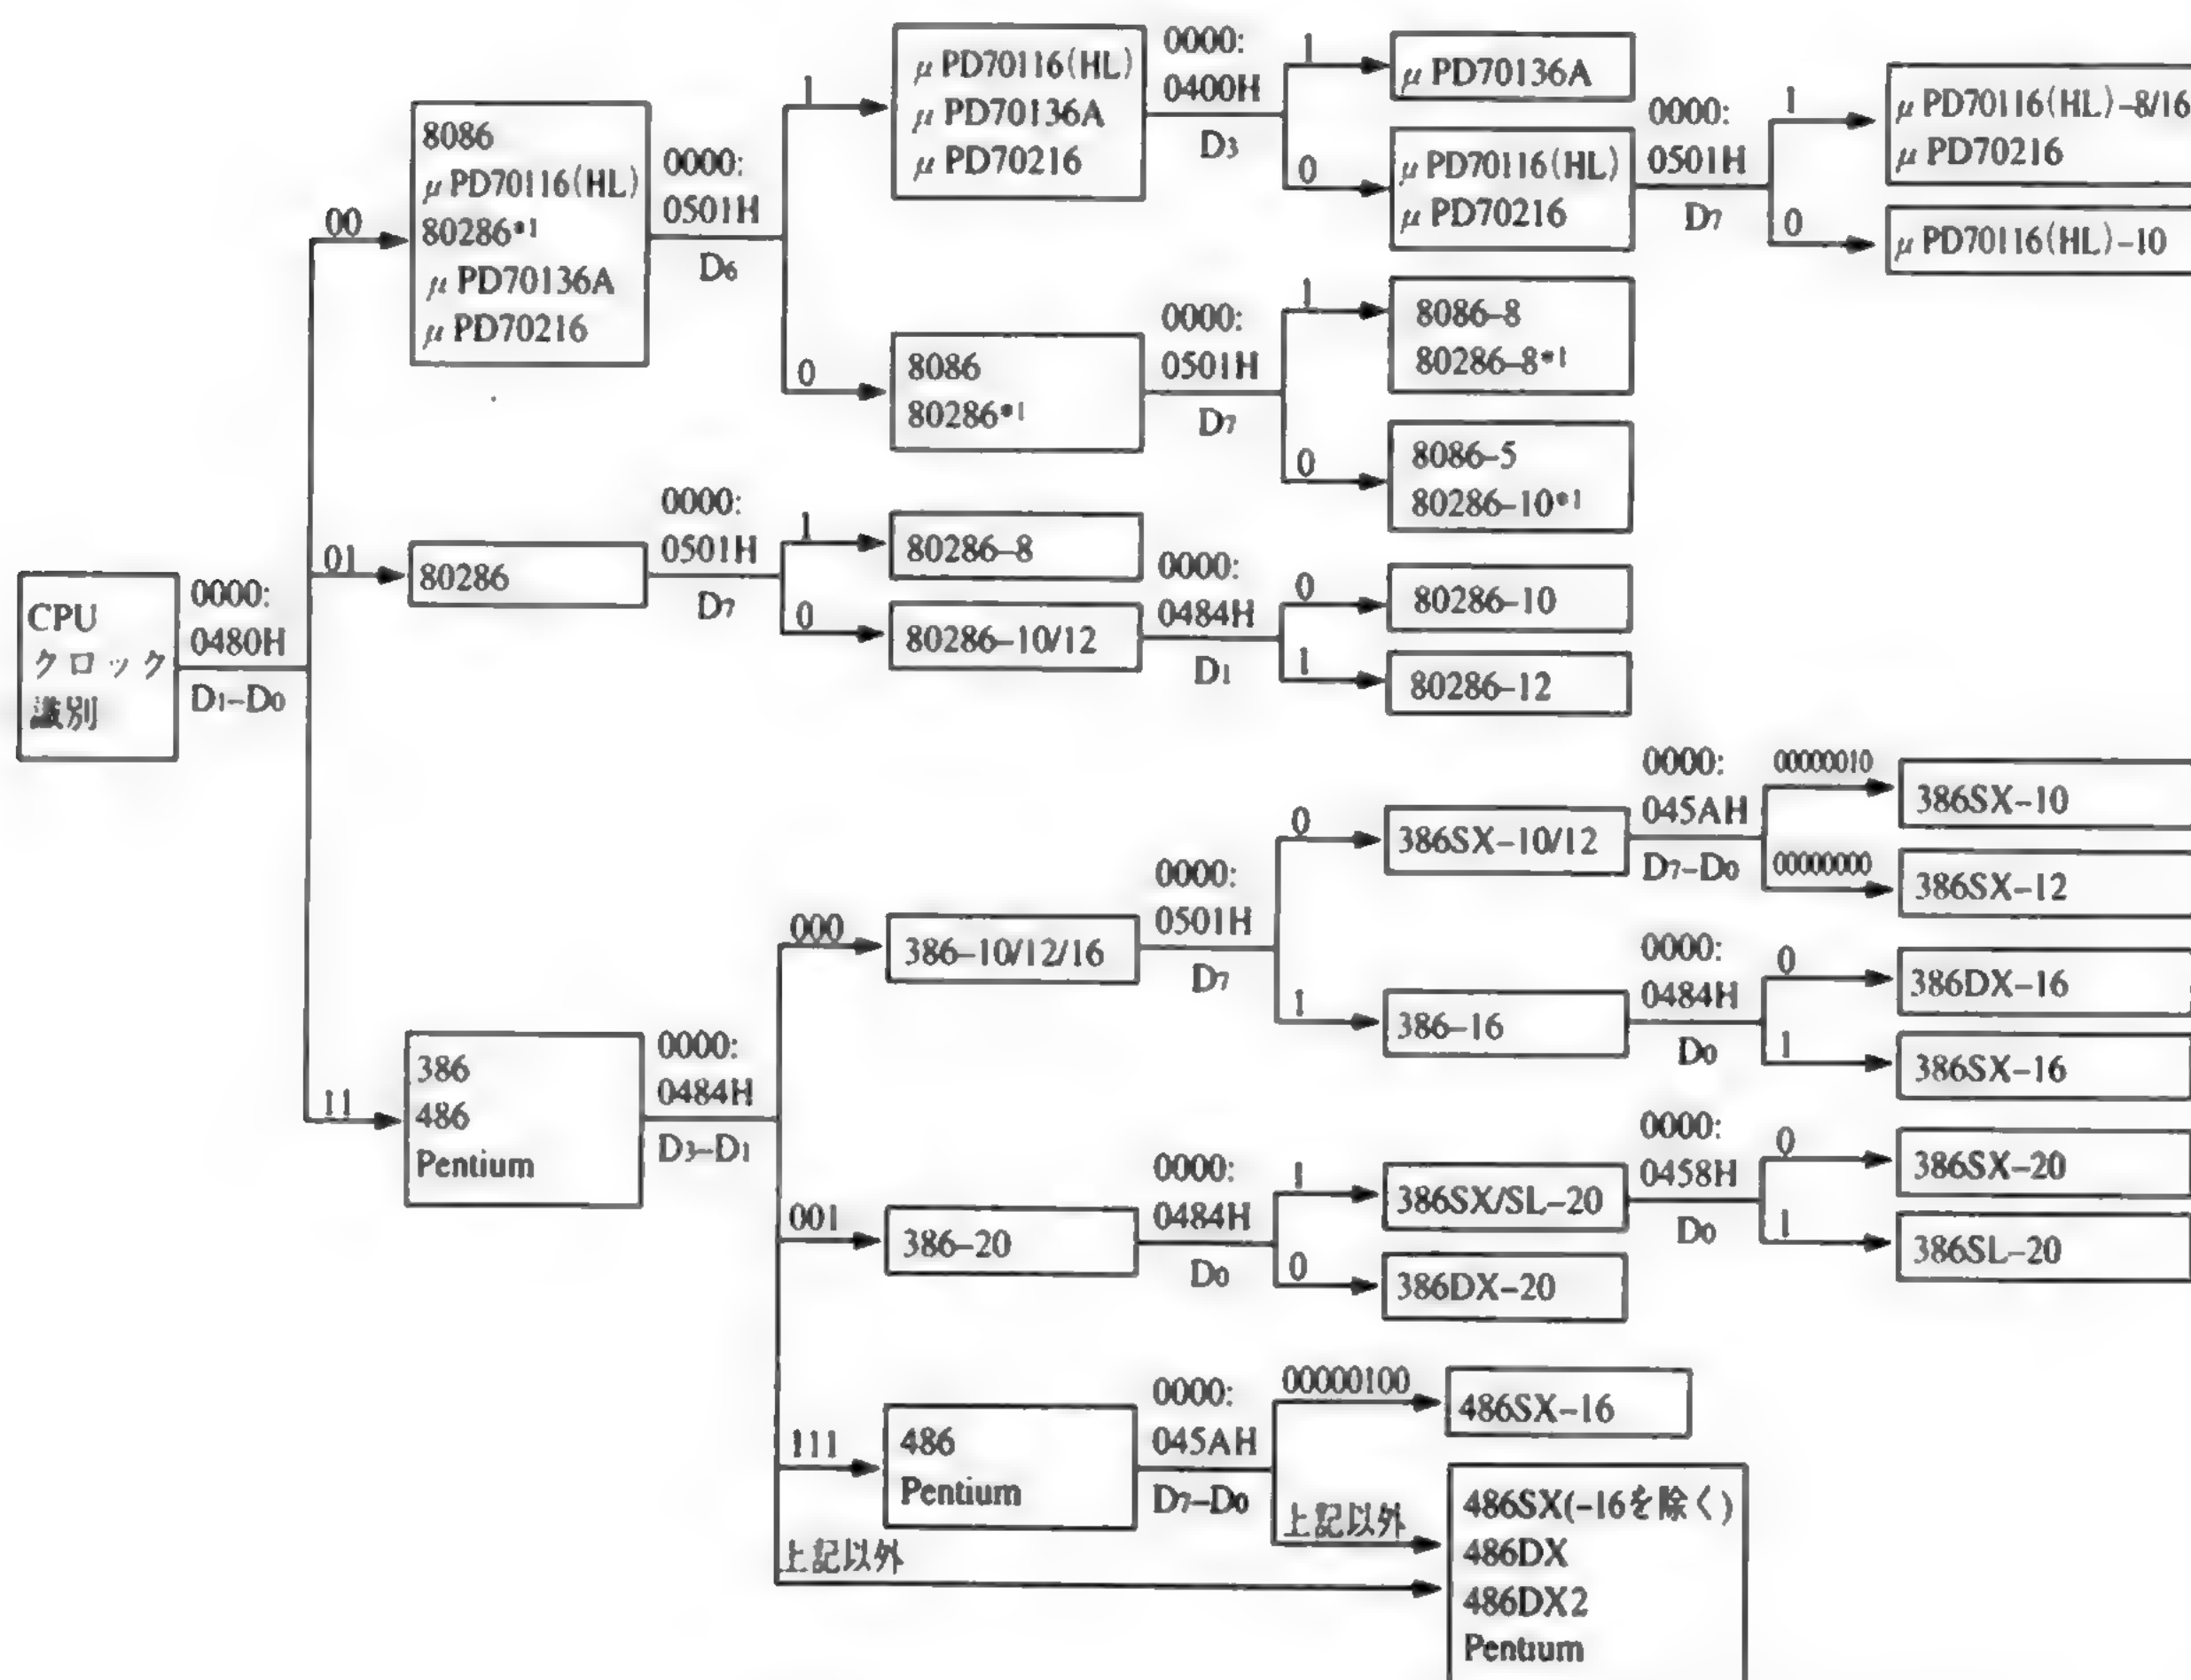 CPU
クロック
識別
0000:
0480H
D1-D0
00
8086
μPD70116(HL)
80286*1
μPD70136A
μPD70216
0000:
0501H
D6
1
μPD70116(HL)
μPD70136A
μPD70216
0000:
0400H
D3
1
μPD70136A
0
μPD70116(HL)
μPD70216
0000:
0501H
D7
1
μPD70116(HL)-8/16
μPD70216
0
μPD70116(HL)-10
0
8086
80286*1
0000:
0501H
D7
1
8086-8
80286-8*1
0
8086-5
80286-10*1
01
80286
0000:
0501H
D7
1
80286-8
0
80286-10/12
0000:
0484H
D1
0
80286-10
1
80286-12
11
386
486
Pentium
0000:
0484H
D3-D1
000
386-10/12/16
0000:
0501H
D7
0
386SX-10/12
0000:
045AH
D7-D0
00000010
386SX-10
00000000
386SX-12
1
386-16
0000:
0484H
D0
0
386DX-16
1
386SX-16
001
386-20
0000:
0484H
D0
1
386SX/SL-20
0000:
0458H
D0
0
386SX-20
1
386SL-20
0
386DX-20
111
486
Pentium
0000:
045AH
D7-D0
00000100
486SX-16
上記以外
上記以外
486SX(-16を除く)
486DX
486DX2
Pentium